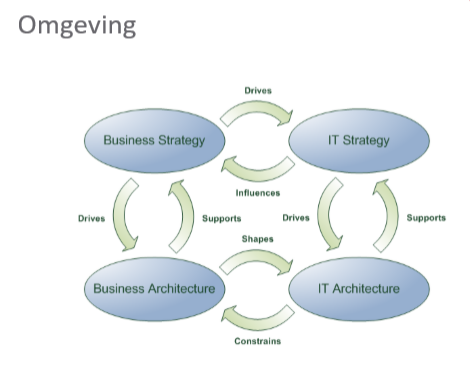 Omgeving
Drives
Business Strategy
IT Strategy
Influences
Drives
Supports
Drives
Supports
Shapes
Business Architecture
IT Architecture
Constrains